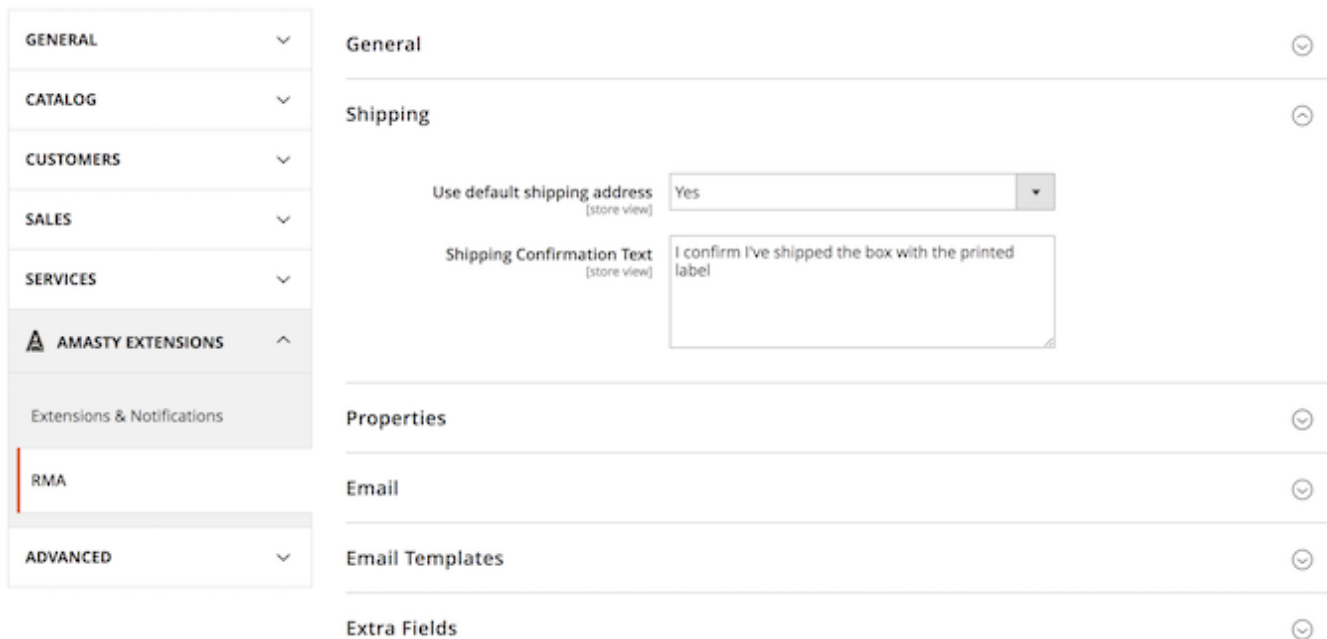 GENERAL
CATALOG
CUSTOMERS
SALES
SERVICES
AMASTY EXTENSIONS
Extensions & Notifications
RMA
ADVANCED
General
Shipping
Use default shipping address
[store view]
Yes
Shipping Confirmation Text
[store view]
I confirm I've shipped the box with the printed
label
Properties
Email
Email Templates
Extra Fields